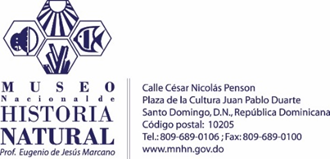 MUSEO
Nacional de
HISTORIA
NATURAL
Prof. Eugenio de Jesús Marcano
Calle César Nicolás Penson
Plaza de la Cultura Juan Pablo Duarte
Santo Domingo, D.N., República Dominicana
Código postal: 10205
Tel.: 809-689-0106 ; Fax: 809-689-0100
www.mnhn.gov.do